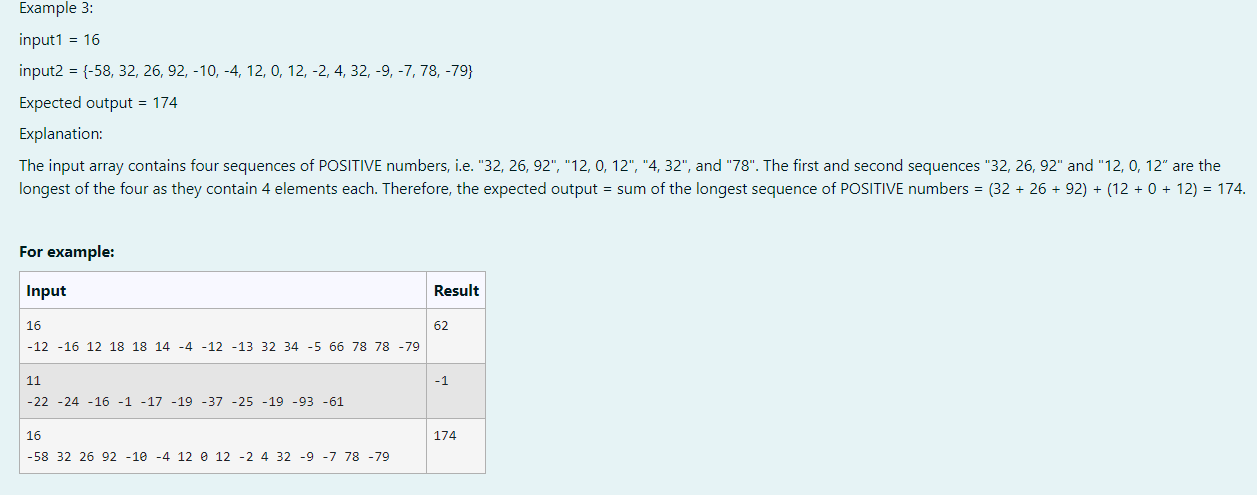 Example 3:
input1 = 16
input2 = {-58, 32, 26, 92, -10, -4, 12, 0, 12, -2, 4, 32, -9, -7, 78, -79}
Expected output = 174
Explanation:
The input array contains four sequences of POSITIVE numbers, i.e. "32, 26, 92", "12, 0, 12", "4, 32", and "78". The first and second sequences "32, 26, 92" and "12, 0, 12” are the
longest of the four as they contain 4 elements each. Therefore, the expected output = sum of the longest sequence of POSITIVE numbers = (32 + 26 + 92) + (12 + 0 + 12) = 174.
For example:
Input Result
16 62
-12 -16 12 18 18 14 -4 -12 -13 32 34 -5 66 78 78 -79
11 -1
-22 -24 -16 -1 -17 -19 -37 -25 -19 -93 -61
16 174
-58 32 26 92 -10 -4 12 0 12 -2 4 32 -9 -7 78 -79